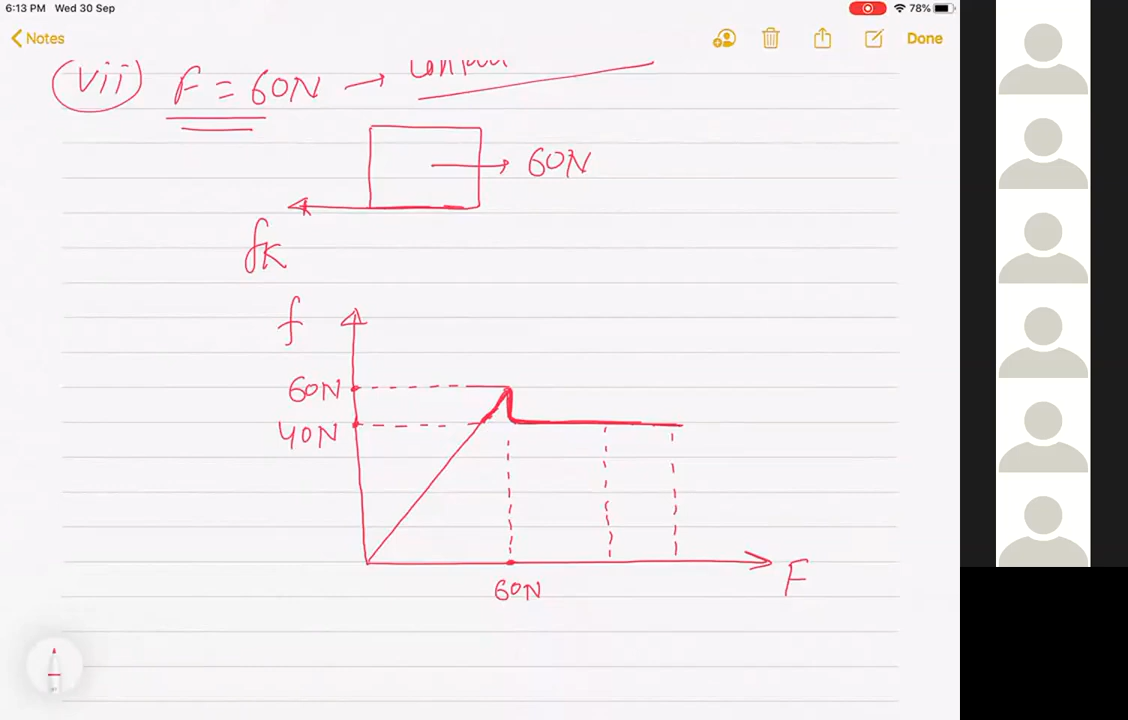 6:13 PM Wed 30 Sep
78%
Notes
Done
(vii) F = 60N →
60N
fK
f
60N
40N
60N
F